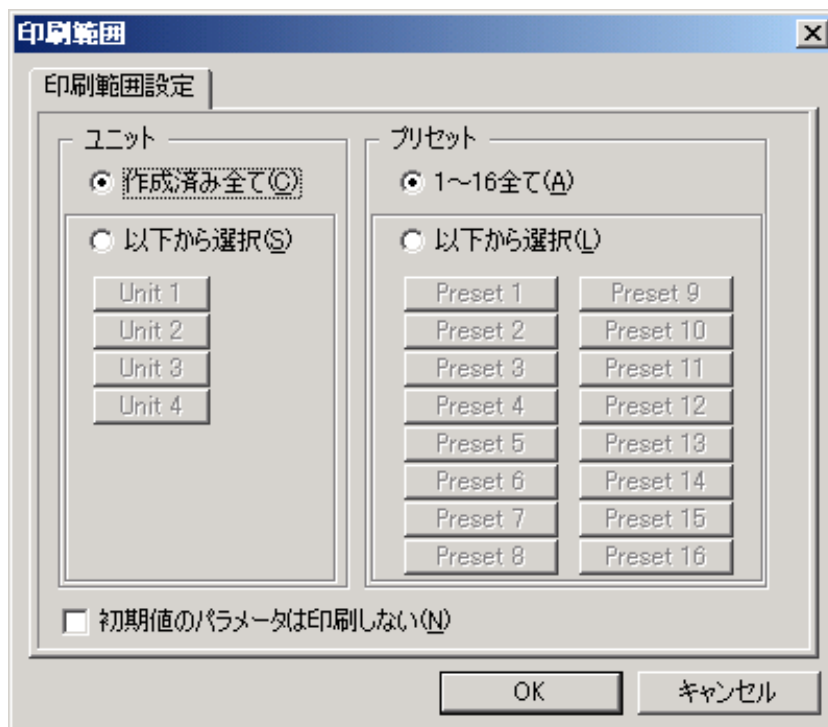 印刷範囲
印刷範囲設定
ユニット
作成済み全て(C)
以下から選択(S)
Unit 1
Unit 2
Unit 3
Unit 4
プリセット
1～16全て(A)
以下から選択(L)
Preset 1
Preset 2
Preset 3
Preset 4
Preset 5
Preset 6
Preset 7
Preset 8
Preset 9
Preset 10
Preset 11
Preset 12
Preset 13
Preset 14
Preset 15
Preset 16
初期値のパラメータは印刷しない(N)
OK
キャンセル